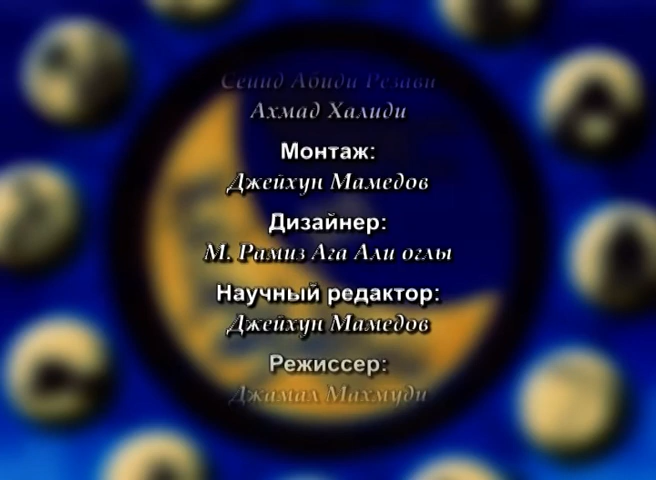 Сеиид Абиди Резави
Ахмад Халиди
Монтаж:
Джейхун Мамедов
Дизайнер:
М. Рамиз Ага Али оглы
Научный редактор:
Джейхун Мамедов
Режиссер:
Джамал Махмуди